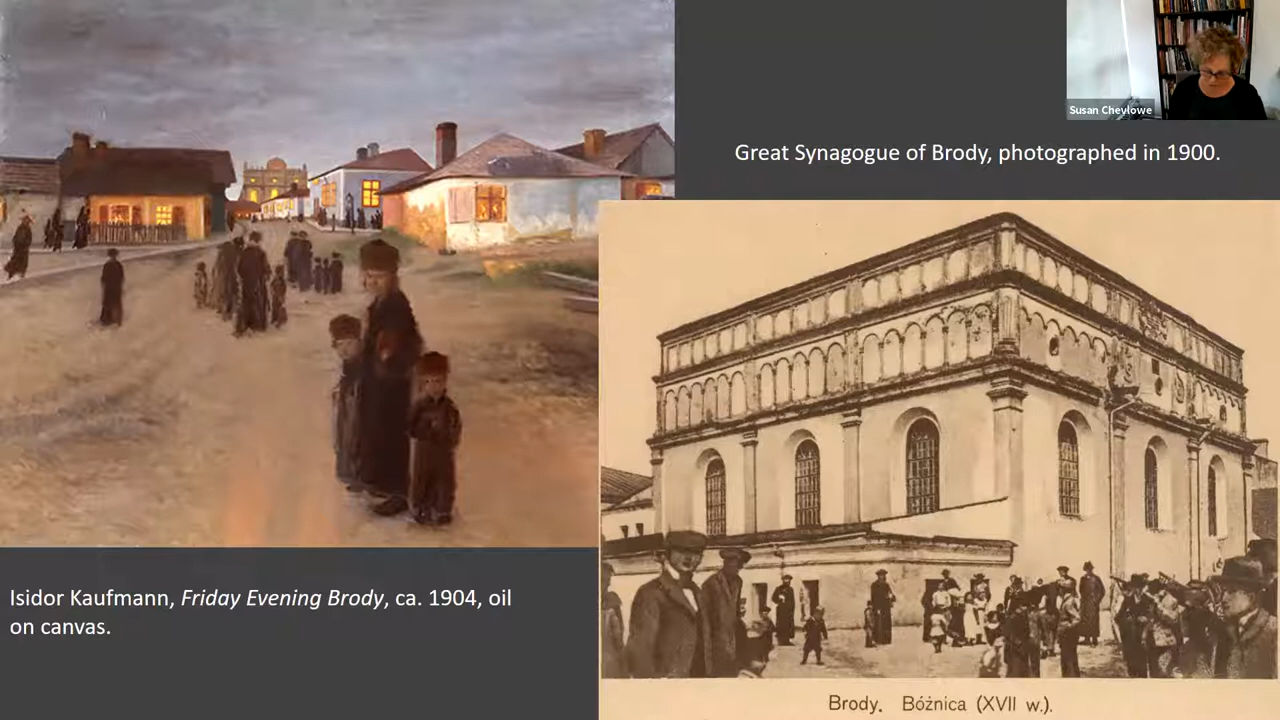 Susan Chevlowe
Great Synagogue of Brody, photographed in 1900.
Isidor Kaufmann, Friday Evening Brody, ca. 1904, oil
on canvas.
Brody. Bóżnica (XVII w.).